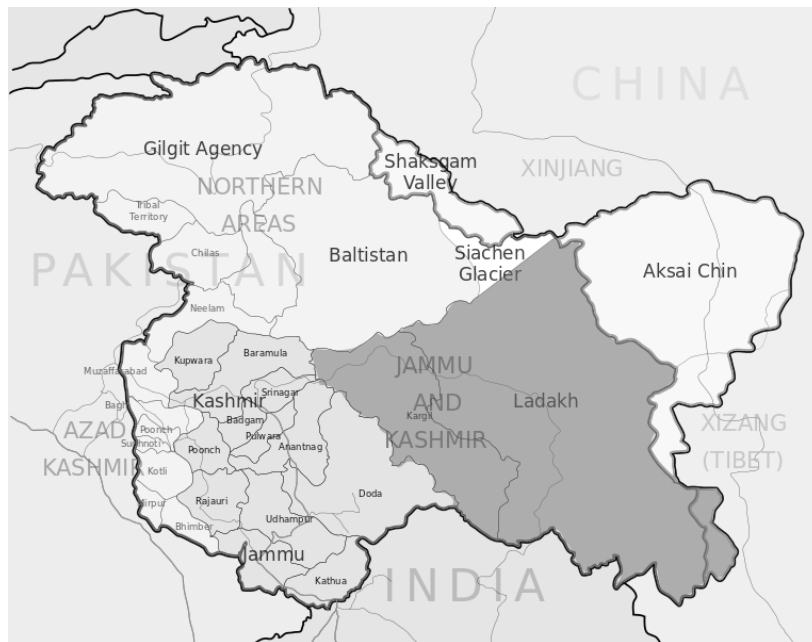 CHINA
Gilgit Agency
Shaksgam
Valley
XINJIANG
NORTHERN
AREAS
Tribal
Territory
Chilas
Baltistan
Siachen
Glacier
Aksai Chin
PAKISTAN
Neelam
Kupwara
Baramula
Muzaffarabad
JAMMU
AND
KASHMIR
Kashmir
Srinagar
Ladakh
Kargil
Bagh
Badgam
Pulwara
AZAD
KASHMIR
Poonch
Sudhnoti
Poonch
Anantnag
XIZANG
(TIBET)
Kotli
Mirpur
Rajauri
Doda
Bhimber
Udhampur
Jammu
Kathua
INDIA